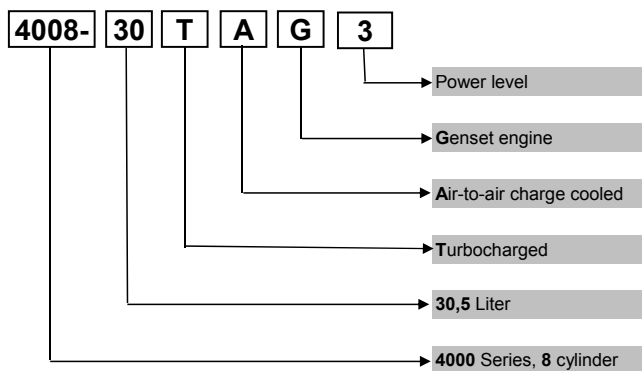 4008- 30 T A G 3
Power level
Genset engine
Air-to-air charge cooled
Turbocharged
30,5 Liter
4000 Series, 8 cylinder